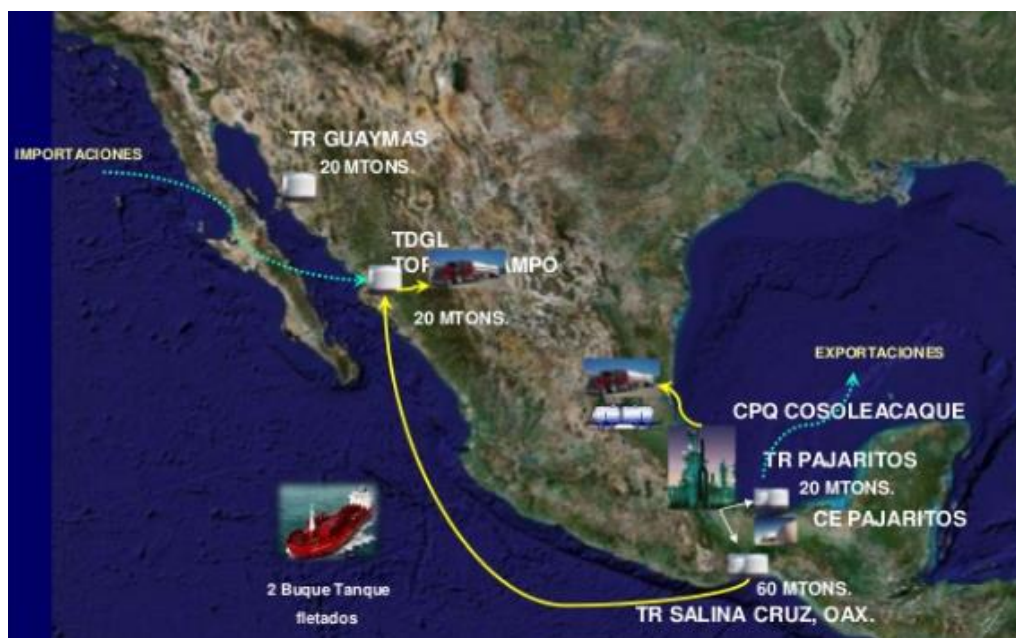 TR GUAYMAS
20 MTONS.
IMPORTACIONES
TDGL
20 MTONS.
EXPORTACIONES
CPQ COSOLEACAQUE
TR PAJARITOS
20 MTONS.
CE PAJARITOS
2 Buque Tanque
fletados
60 MTONS.
TR SALINA CRUZ, OAX.